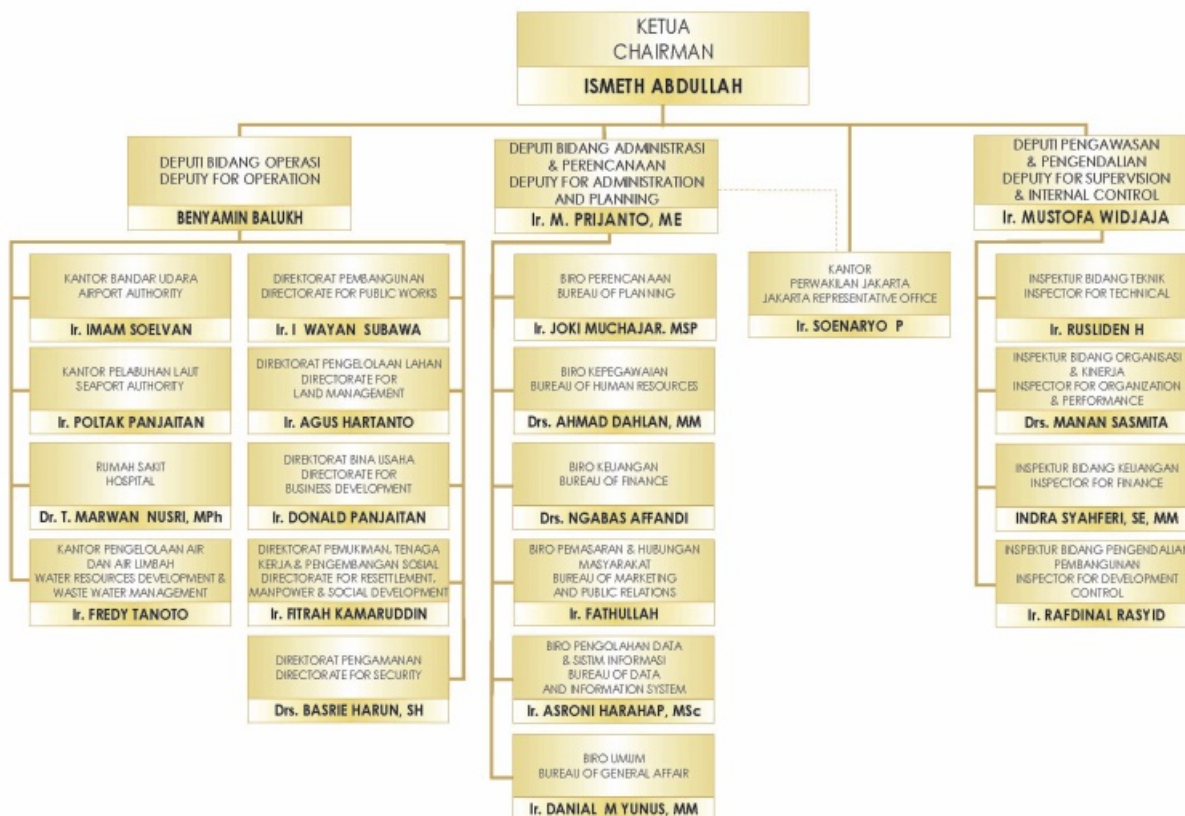 KETUA
CHAIRMAN
ISMETH ABDULLAH
DEPUTI BIDANG OPERASI
DEPUTY FOR OPERATION
BENYAMIN BALUKH
DEPUTI BIDANG ADMINISTRASI
& PERENCANAAN
DEPUTY FOR ADMINISTRATION
AND PLANNING
Ir. M. PRIJANTO, ME
DEPUTI PENGAWASAN
& PENGENDALIAN
DEPUTY FOR SUPERVISION
& INTERNAL CONTROL
Ir. MUSTOFA WIDJAJA
KANTOR BANDAR UDARA
AIRPORT AUTHORITY
Ir. IMAM SOELVAN
KANTOR PELABUHAN LAUT
SEAPORT AUTHORITY
Ir. POLTAK PANJAITAN
RUMAH SAKIT
HOSPITAL
Dr. T. MARWAN NUSRI, MPh
KANTOR PENGELOLAAN AIR
DAN AIR LIMBAH
WATER RESOURCES DEVELOPMENT &
WASTE WATER MANAGEMENT
Ir. FREDY TANOTO
DIREKTORAT PEMBANGUNAN
DIRECTORATE FOR PUBLIC WORKS
Ir. I WAYAN SUBAWA
DIREKTORAT PENGELOLAAN LAHAN
DIRECTORATE FOR
LAND MANAGEMENT
Ir. AGUS HARTANTO
DIREKTORAT BINA USAHA
DIRECTORATE FOR
BUSINESS DEVELOPMENT
Ir. DONALD PANJAITAN
DIREKTORAT PEMUKIMAN, TENAGA
KERJA & PENGEMBANGAN SOSIAL
DIRECTORATE FOR RESETTLEMENT,
MANPOWER & SOCIAL DEVELOPMENT
Ir. FITRAH KAMARUDDIN
DIREKTORAT PENGAMANAN
DIRECTORATE FOR SECURITY
Drs. BASRIE HARUN, SH
BIRO PERENCANAAN
BUREAU OF PLANNING
Ir. JOKI MUCHAJAR. MSP
BIRO KEPEGAWAIAN
BUREAU OF HUMAN RESOURCES
Drs. AHMAD DAHLAN, MM
BIRO KEUANGAN
BUREAU OF FINANCE
Drs. NGABAS AFFANDI
BIRO PEMASARAN & HUBUNGAN
MASYARAKAT
BUREAU OF MARKETING
AND PUBLIC RELATIONS
Ir. FATHULLAH
BIRO PENGOLAHAN DATA
& SISTIM INFORMASI
BUREAU OF DATA
AND INFORMATION SYSTEM
Ir. ASRONI HARAHAP, MSc
BIRO UMUM
BUREAU OF GENERAL AFFAIR
Ir. DANIAL M YUNUS, MM
KANTOR
PERWAKILAN JAKARTA
JAKARTA REPRESENTATIVE OFFICE
Ir. SOENARYO P
INSPEKTUR BIDANG TEKNIK
INSPECTOR FOR TECHNICAL
Ir. RUSLIDEN H
INSPEKTUR BIDANG ORGANISASI
& KINERJA
INSPECTOR FOR ORGANIZATION
& PERFORMANCE
Drs. MANAN SASMITA
INSPEKTUR BIDANG KEUANGAN
INSPECTOR FOR FINANCE
INDRA SYAHFERI, SE, MM
INSPEKTUR BIDANG PENGENDALIAN
PEMBANGUNAN
INSPECTOR FOR DEVELOPMENT
CONTROL
Ir. RAFDINAL RASYID